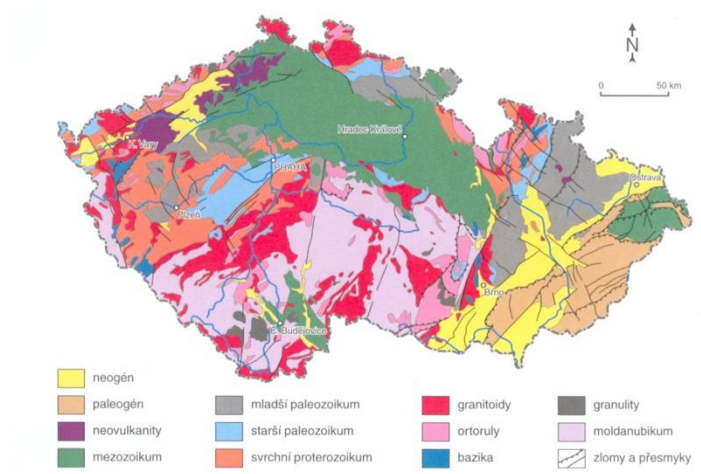 N
0 50 km
Hradec Králové
K. Vary
PRAHA
Ostrava
Plzeň
Brno
Č. Budějovice
neogén
paleogén
neovulkanity
mezozoikum
mladší paleozoikum
starší paleozoikum
svrchní proterozoikum
granitoidy
ortoruly
bazika
granulity
moldanubikum
zlomy a přesmyky